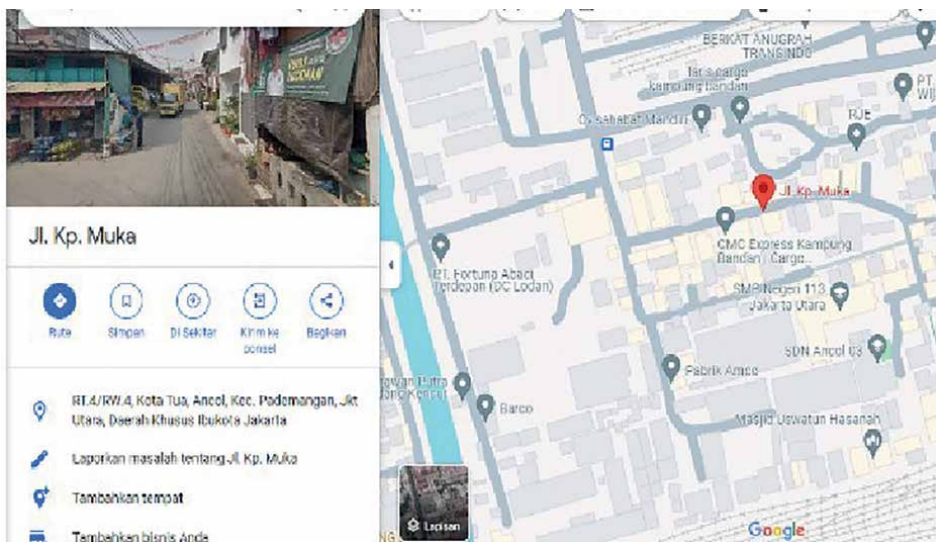 Jl. Kp. Muka
Rute
Simpan
Di Sekitar
Kirim ke
ponsel
Bagikan
RT.4/RW.4, Kota Tua, Ancol, Kec. Pademangan, Jkt
Utara, Daerah Khusus Ibukota Jakarta
Laporkan masalah tentang Jl. Kp. Muka
Tambahkan tempat
Tambahkan bisnis Anda
BERKAT ANUGRAH
TRANSINDO
cargo
kampung bandan
PT.
Cv sahabat Mandiri
RJE
Jl. Kp. Muka
CMC Express Kampung
Bandan | Cargo...
PT. Fortuna Abadi
Terdepan (DC Lodan)
SMP Negeri 113
Jakarta Utara
SDN Ancol 03
Pabrik
Putra
Barco
Masjid Uswatun Hasanah
Lapisan
Google